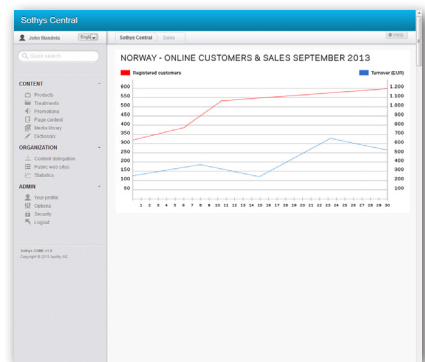 Sothys Central
John Mandels
English
Sothys Central
Sales
Quick search
CONTENT
Products
Treatments
Promotions
Page content
Media library
Dictionary
ORGANIZATION
Content delegation
Public web sites
Statistics
ADMIN
Your profile
Options
Security
Logout
Copyright © 2013
NORWAY - ONLINE CUSTOMERS & SALES SEPTEMBER 2013
Registered customers
Turnover (EUR)
600 1.200
550 1.100
500 1.000
450 900
400 800
350 700
300 600
250 500
200 400
150 300
100 200
50 100
1 2 3 4 5 6 7 8 9 10 11 12 13 14 15 16 17 18 19 20 21 22 23 24 25 26 27 28 29 30